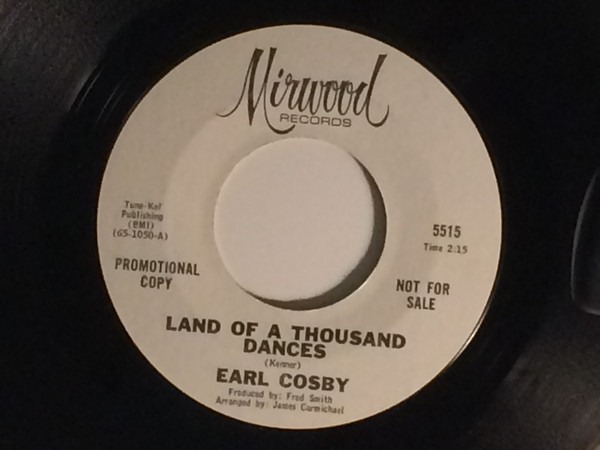 Mirwood
RECORDS
Tune-Kel
Publishing
(BMI)
(65-1050-A)
PROMOTIONAL
COPY
5515
Time 2:15
NOT FOR
SALE
LAND OF A THOUSAND
DANCES
(Kenner)
EARL COSBY
Produced by: Fred Smith
Arranged by: James Carmichael